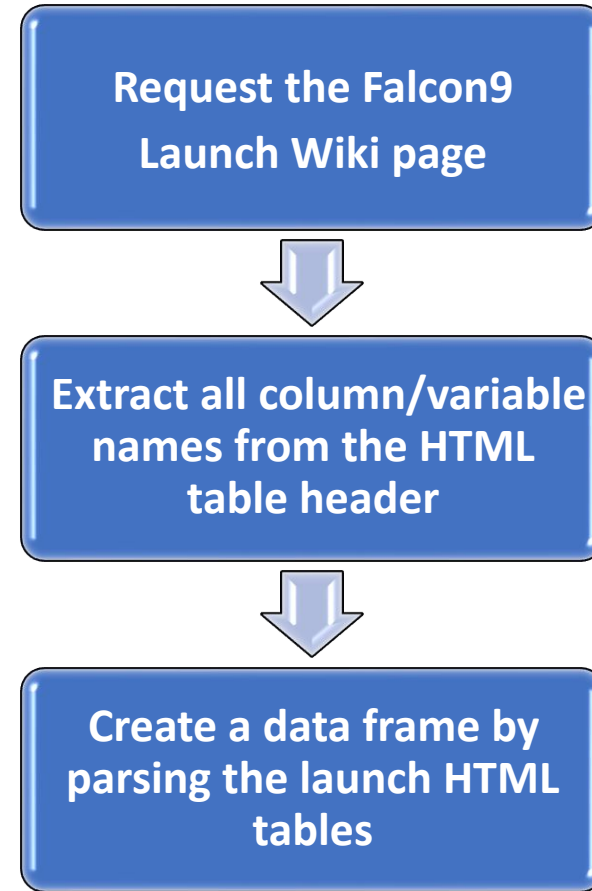 Request the Falcon9
Launch Wiki page
Extract all column/variable
names from the HTML
table header
Create a data frame by
parsing the launch HTML
tables